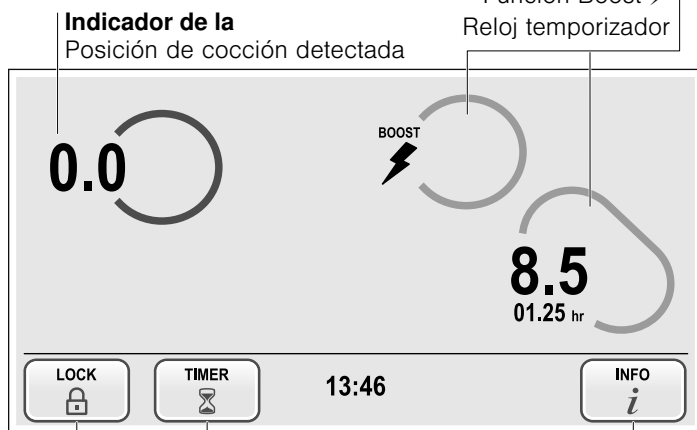 Función Boost
Reloj temporizador
Indicador de la
Posición de cocción detectada
0.0
BOOST
8.5
01.25 hr
LOCK
TIMER
13:46
INFO
i